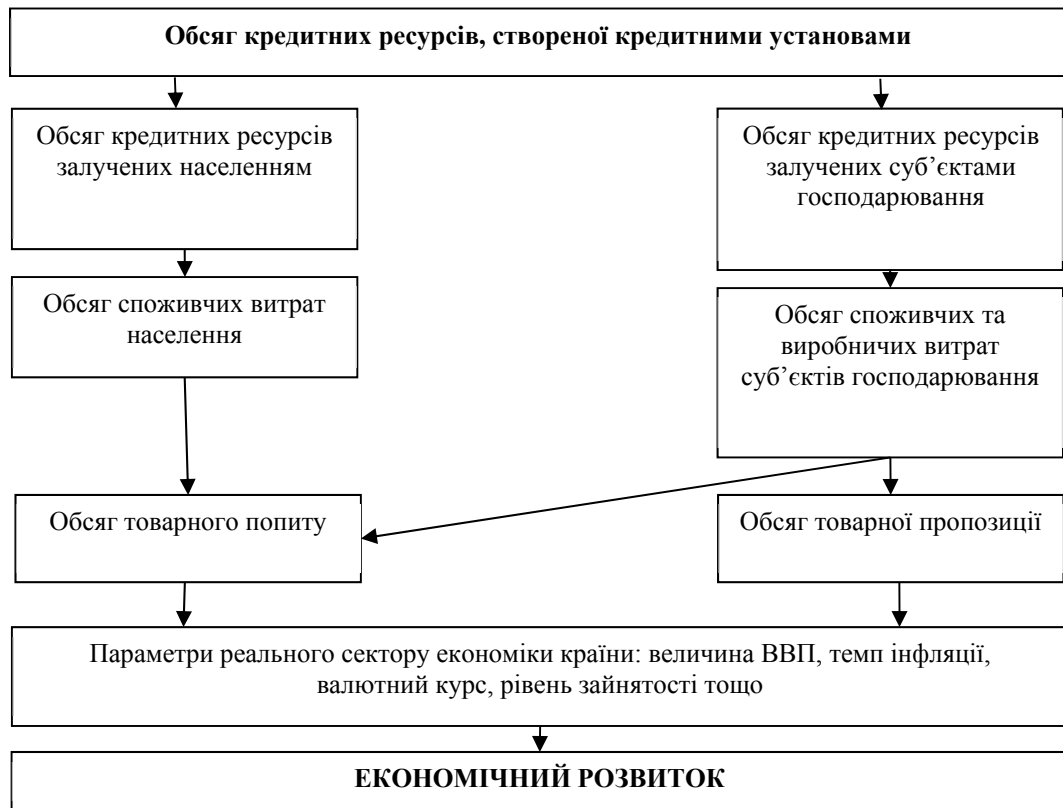 Обсяг кредитних ресурсів, створеної кредитними установами
Обсяг кредитних ресурсів
залучених населенням
Обсяг кредитних ресурсів
залучених суб’єктами
господарювання
Обсяг споживчих витрат
населення
Обсяг споживчих та
виробничих витрат
суб’єктів господарювання
Обсяг товарного попиту
Обсяг товарної пропозиції
Параметри реального сектору економіки країни: величина ВВП, темп інфляції,
валютний курс, рівень зайнятості тощо
ЕКОНОМІЧНИЙ РОЗВИТОК